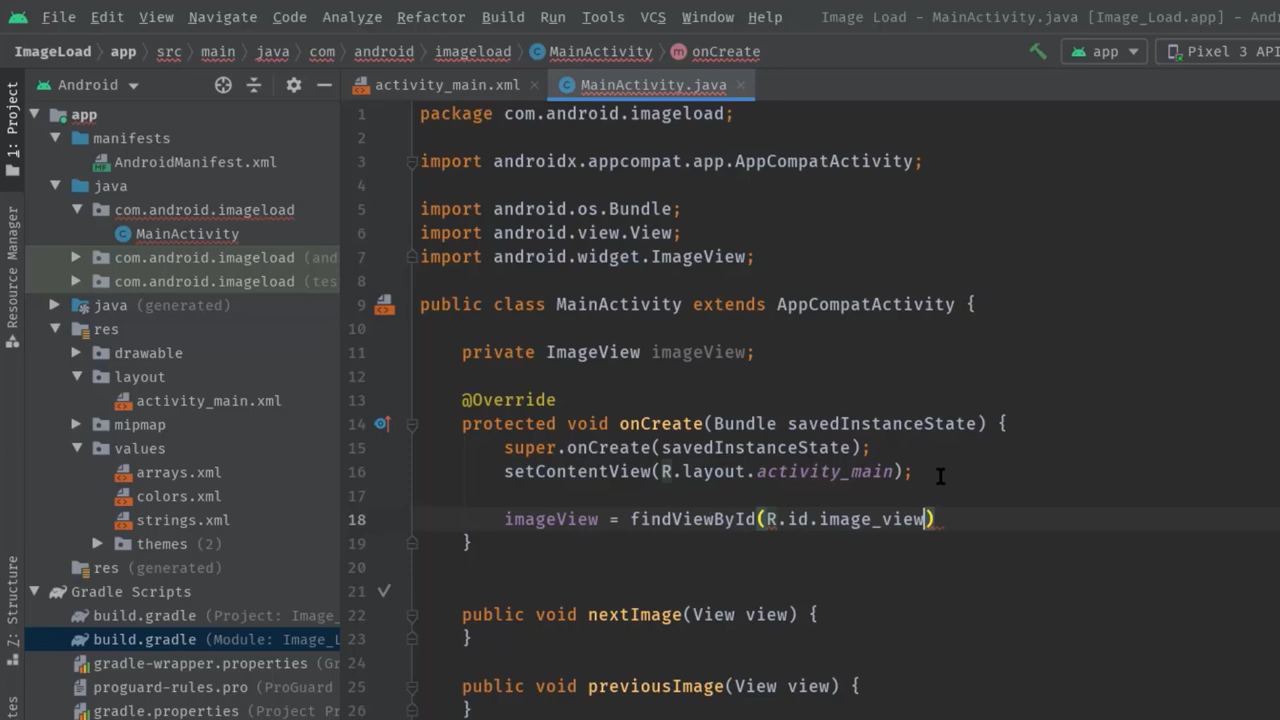 File Edit View Navigate Code Analyze Refactor Build Run Tools VCS Window Help Image Load - MainActivity.java [Image_Load.app] - And
ImageLoad app src main java com android imageload MainActivity onCreate app Pixel 3 API
Android activity_main.xml MainActivity.java
1: Project
Resource Manager
Z: Structure
app
manifests
AndroidManifest.xml
java
com.android.imageload
MainActivity
com.android.imageload (and
com.android.imageload (tes
java (generated)
res
drawable
layout
activity_main.xml
mipmap
values
arrays.xml
colors.xml
strings.xml
themes (2)
res (generated)
Gradle Scripts
build.gradle (Project: Image_
build.gradle (Module: Image_L
gradle-wrapper.properties (Gr
proguard-rules.pro (ProGuard
gradle.properties (Project Pro
1 package com.android.imageload;
2
3 import androidx.appcompat.app.AppCompatActivity;
4
5 import android.os.Bundle;
6 import android.view.View;
7 import android.widget.ImageView;
8
9 public class MainActivity extends AppCompatActivity {
10
11 private ImageView imageView;
12
13 @Override
14 protected void onCreate(Bundle savedInstanceState) {
15 super.onCreate(savedInstanceState);
16 setContentView(R.layout.activity_main);
17
18 imageView = findViewById(R.id.image_view)
19 }
20
21
22 public void nextImage(View view) {
23 }
24
25 public void previousImage(View view) {
26 }